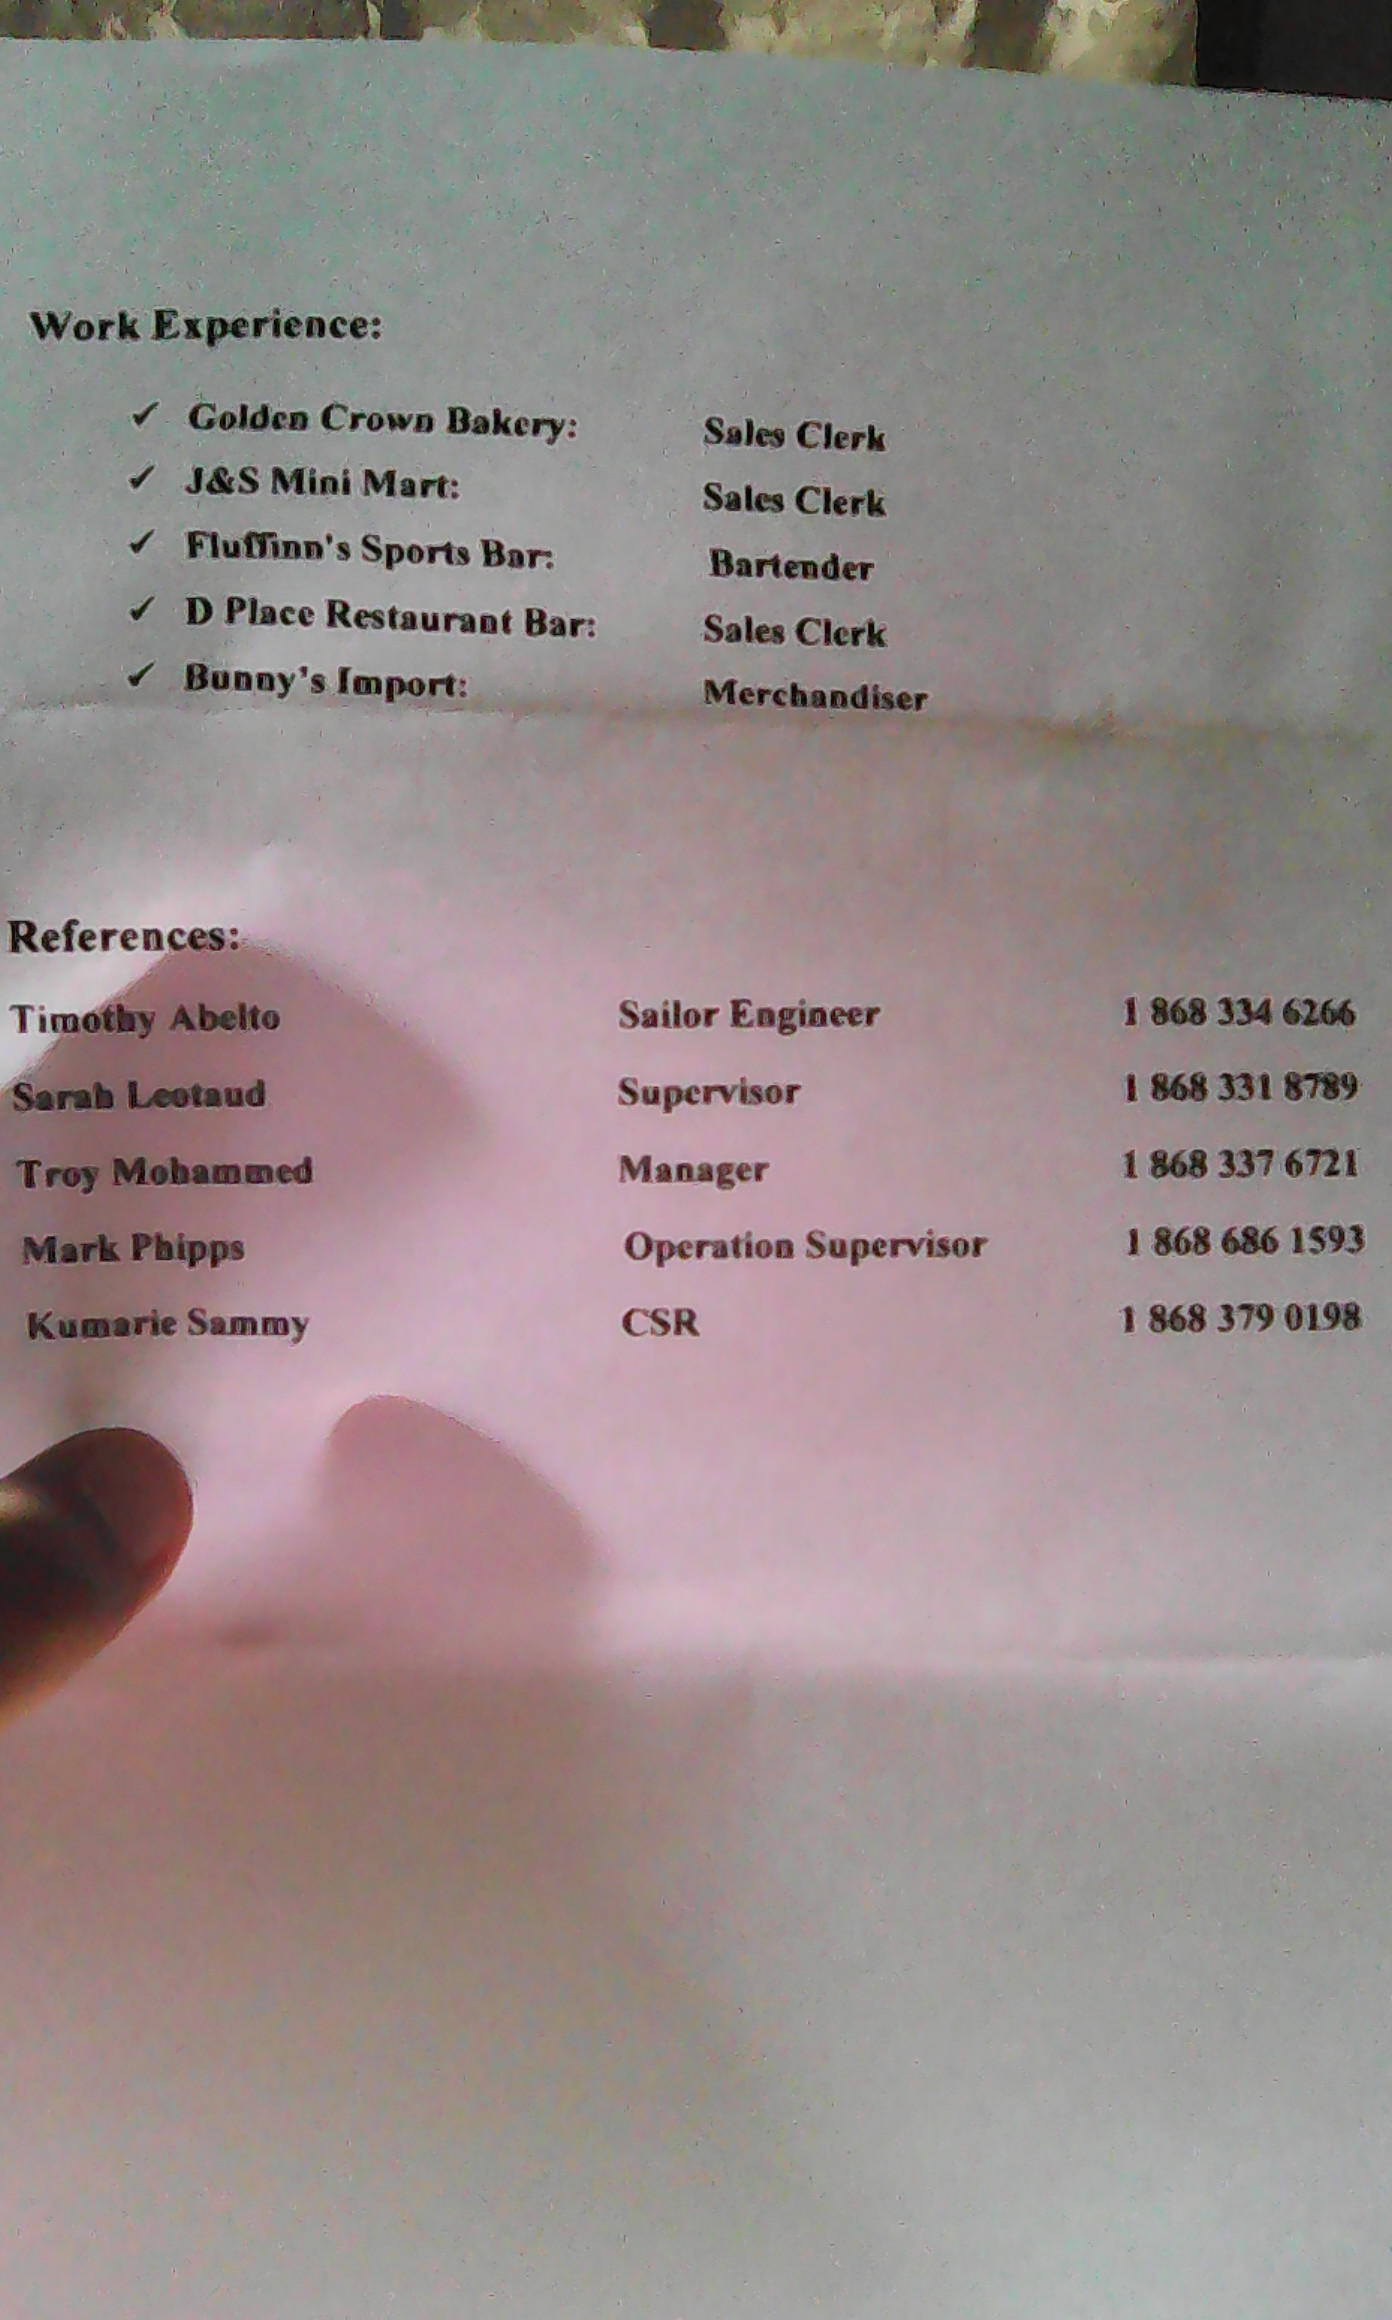 Work Experience:
✓ Golden Crown Bakery: Sales Clerk
✓ J&S Mini Mart: Sales Clerk
✓ Fluffinn's Sports Bar: Bartender
✓ D Place Restaurant Bar: Sales Clerk
✓ Bunny's Import: Merchandiser
References:
Timothy Abelto Sailor Engineer 1 868 334 6266
Sarah Leotaud Supervisor 1 868 331 8789
Troy Mohammed Manager 1 868 337 6721
Mark Phipps Operation Supervisor 1 868 686 1593
Kumarie Sammy CSR 1 868 379 0198